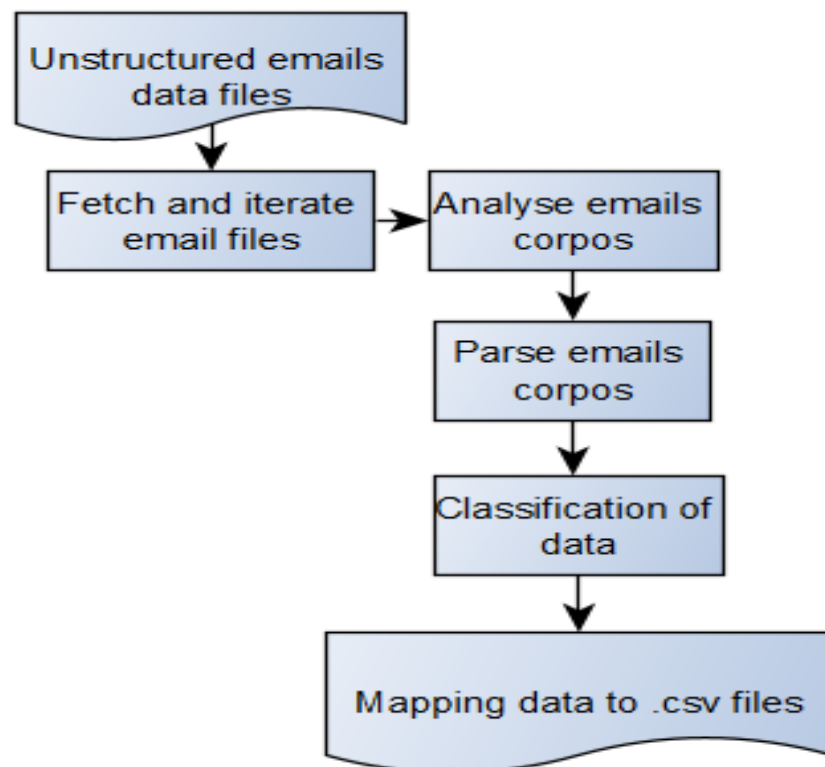 Unstructured emails
data files
Fetch and iterate
email files
Analyse emails
corpos
Parse emails
corpos
Classification of
data
Mapping data to .csv files